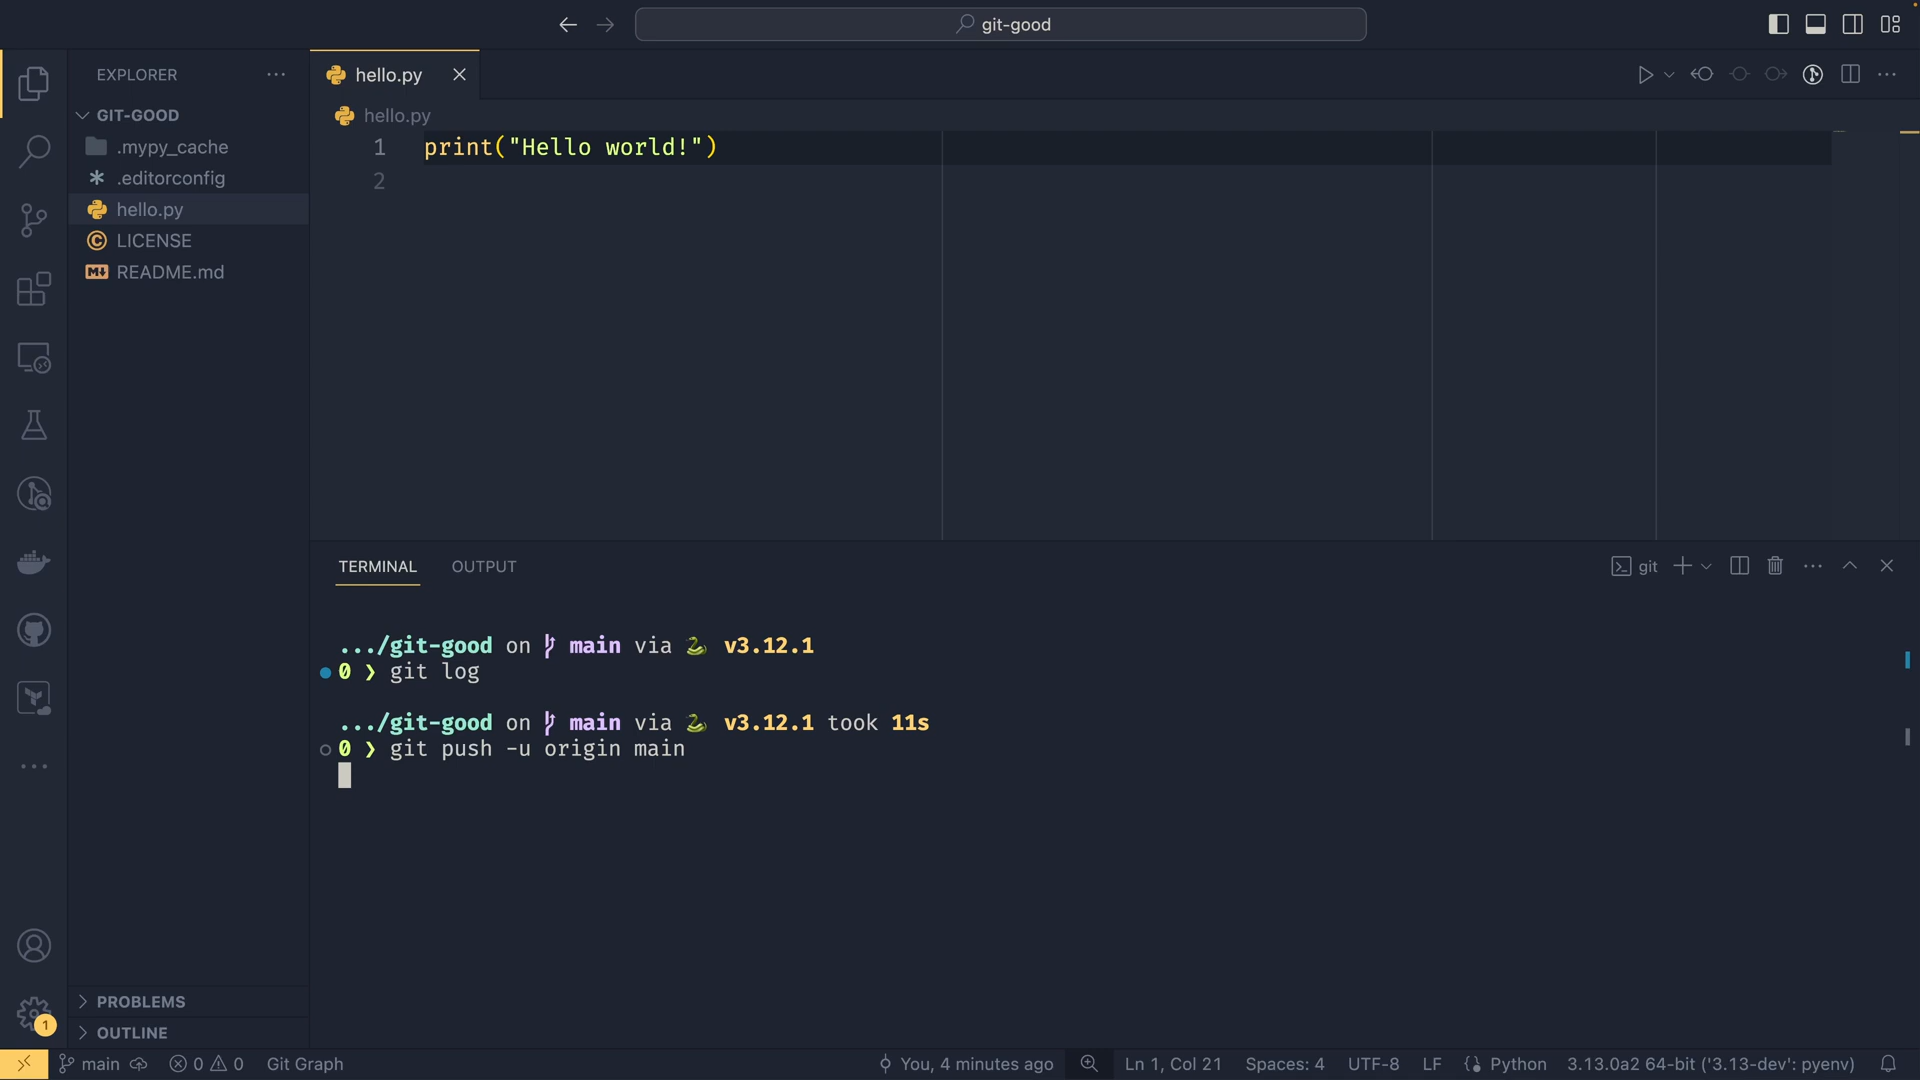 git-good
EXPLORER
GIT-GOOD
.mypy_cache
.editorconfig
hello.py
LICENSE
README.md
hello.py
hello.py
1 print("Hello world!")
2
TERMINAL OUTPUT
git
.../git-good on main via v3.12.1
0 ❯ git log
.../git-good on main via v3.12.1 took 11s
0 ❯ git push -u origin main
PROBLEMS
OUTLINE
1
main 0 0 Git Graph You, 4 minutes ago Ln 1, Col 21 Spaces: 4 UTF-8 LF Python 3.13.0a2 64-bit ('3.13-dev': pyenv)